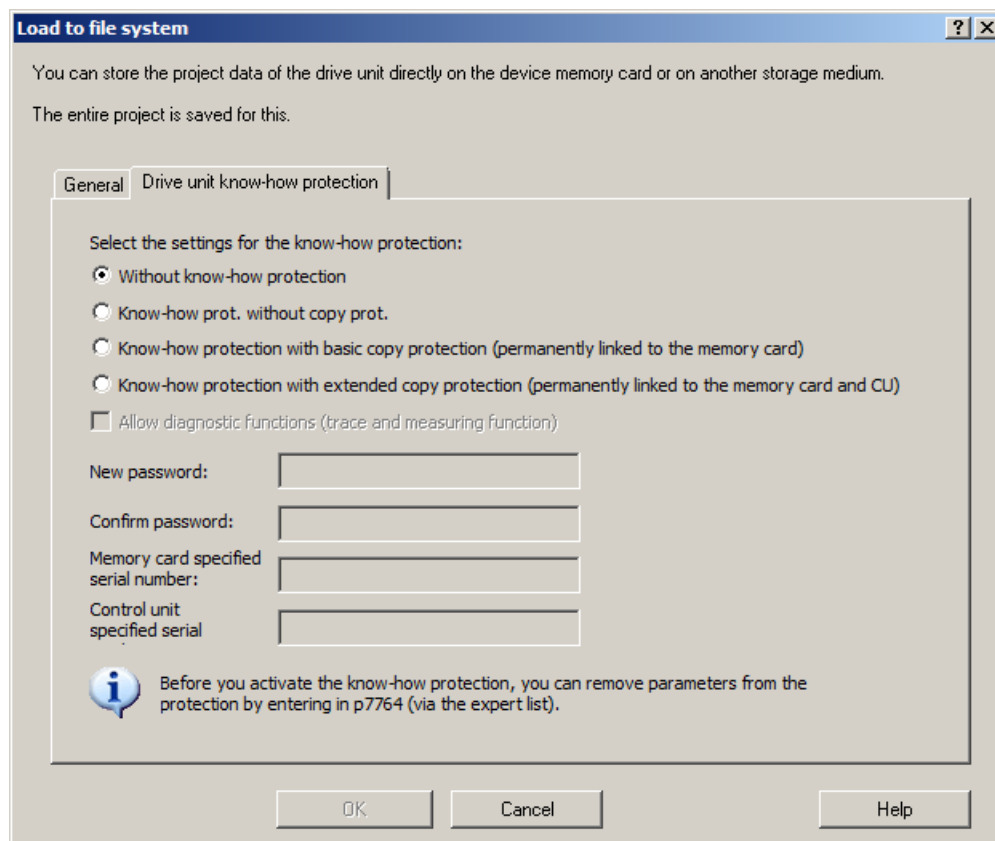 Load to file system
You can store the project data of the drive unit directly on the device memory card or on another storage medium.
The entire project is saved for this.
General
Drive unit know-how protection
Select the settings for the know-how protection:
Without know-how protection
Know-how prot. without copy prot.
Know-how protection with basic copy protection (permanently linked to the memory card)
Know-how protection with extended copy protection (permanently linked to the memory card and CU)
Allow diagnostic functions (trace and measuring function)
New password:
Confirm password:
Memory card specified
serial number:
Control unit
specified serial
Before you activate the know-how protection, you can remove parameters from the
protection by entering in p7764 (via the expert list).
OK
Cancel
Help